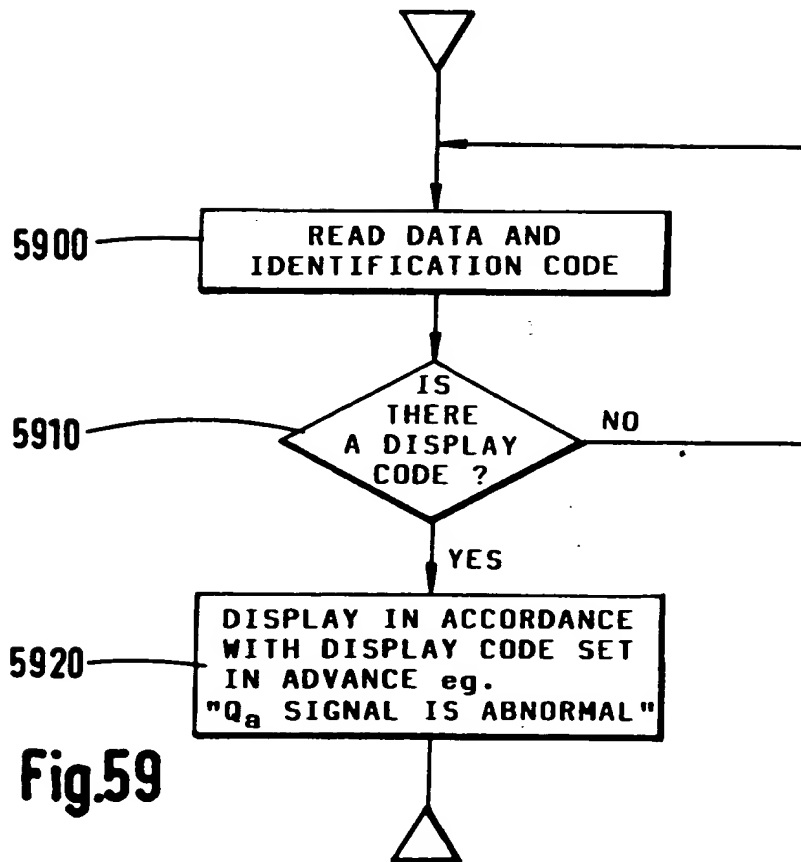 5900
READ DATA AND
IDENTIFICATION CODE
5910
IS
THERE
A DISPLAY
CODE ?
NO
YES
5920
DISPLAY IN ACCORDANCE
WITH DISPLAY CODE SET
IN ADVANCE eg.
"Qa SIGNAL IS ABNORMAL"
Fig.59